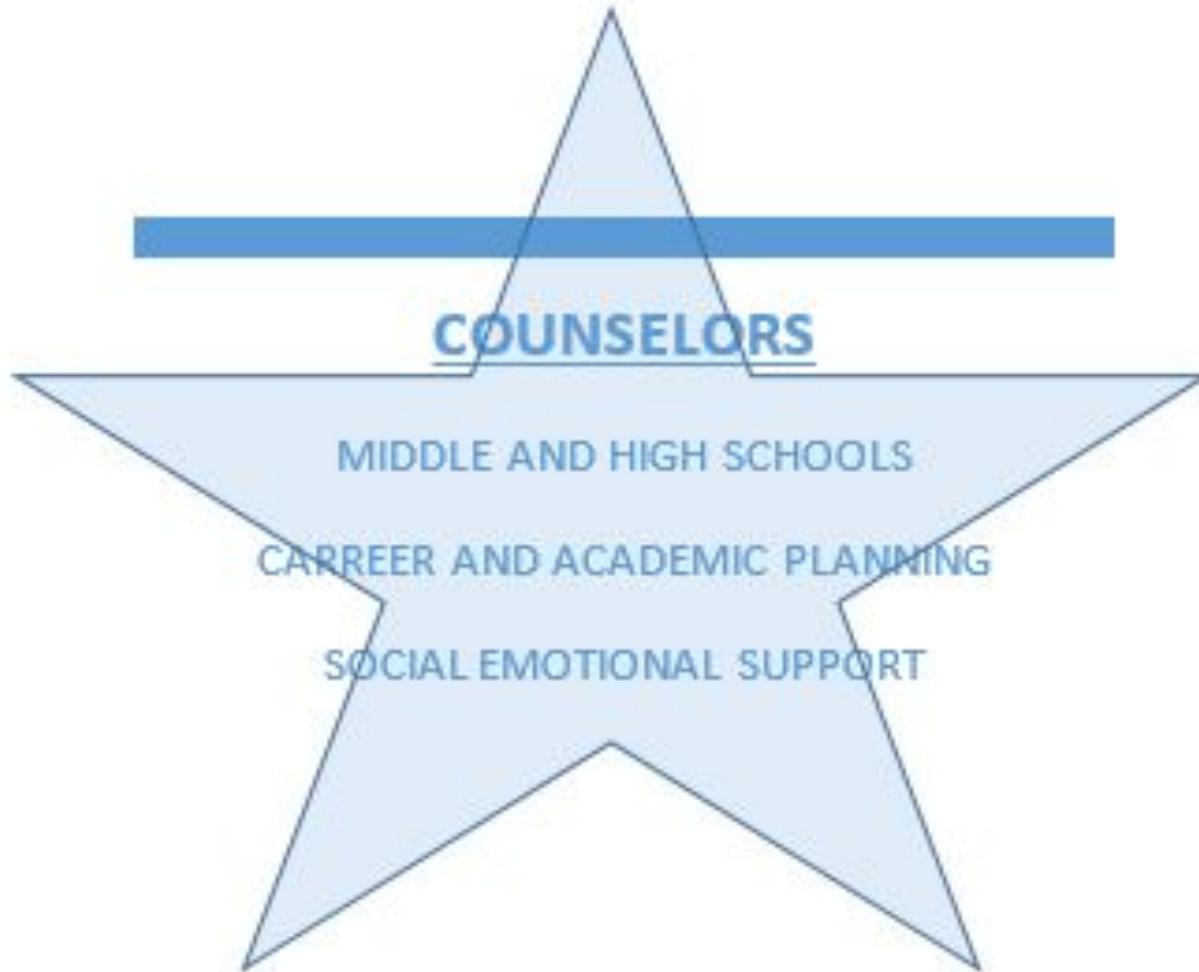 COUNSELORS
MIDDLE AND HIGH SCHOOLS
CARREER AND ACADEMIC PLANNING
SOCIAL EMOTIONAL SUPPORT